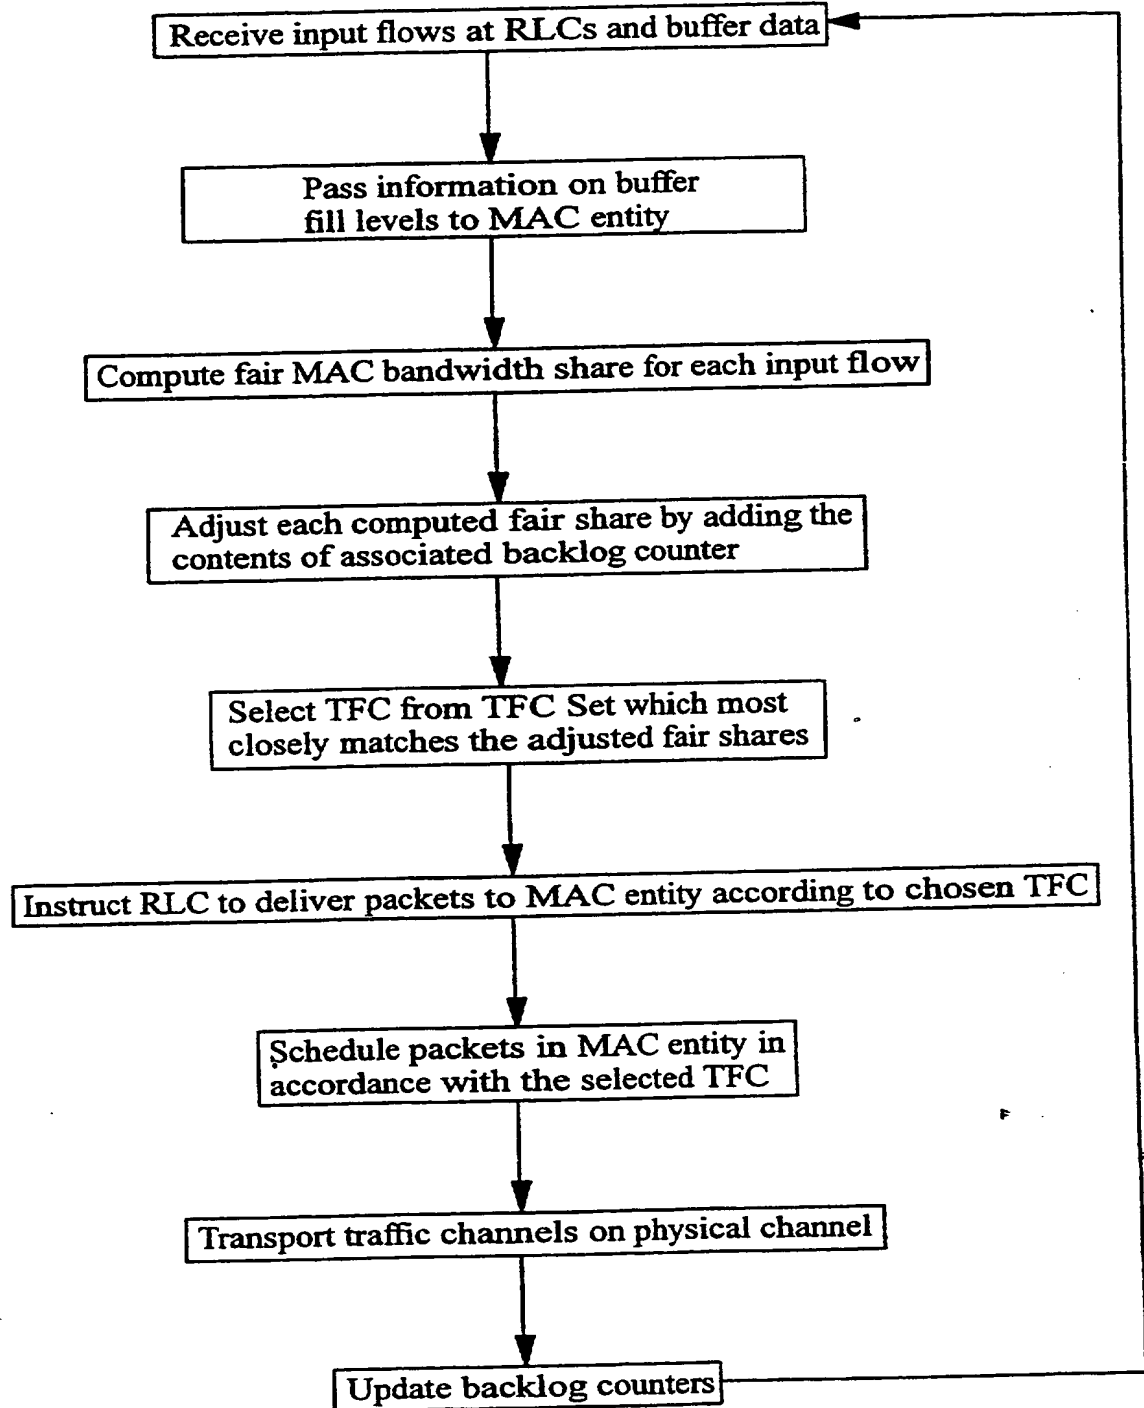 Receive input flows at RLCs and buffer data
Pass information on buffer
fill levels to MAC entity
Compute fair MAC bandwidth share for each input flow
Adjust each computed fair share by adding the
contents of associated backlog counter
Select TFC from TFC Set which most
closely matches the adjusted fair shares
Instruct RLC to deliver packets to MAC entity according to chosen TFC
Schedule packets in MAC entity in
accordance with the selected TFC
Transport traffic channels on physical channel
Update backlog counters